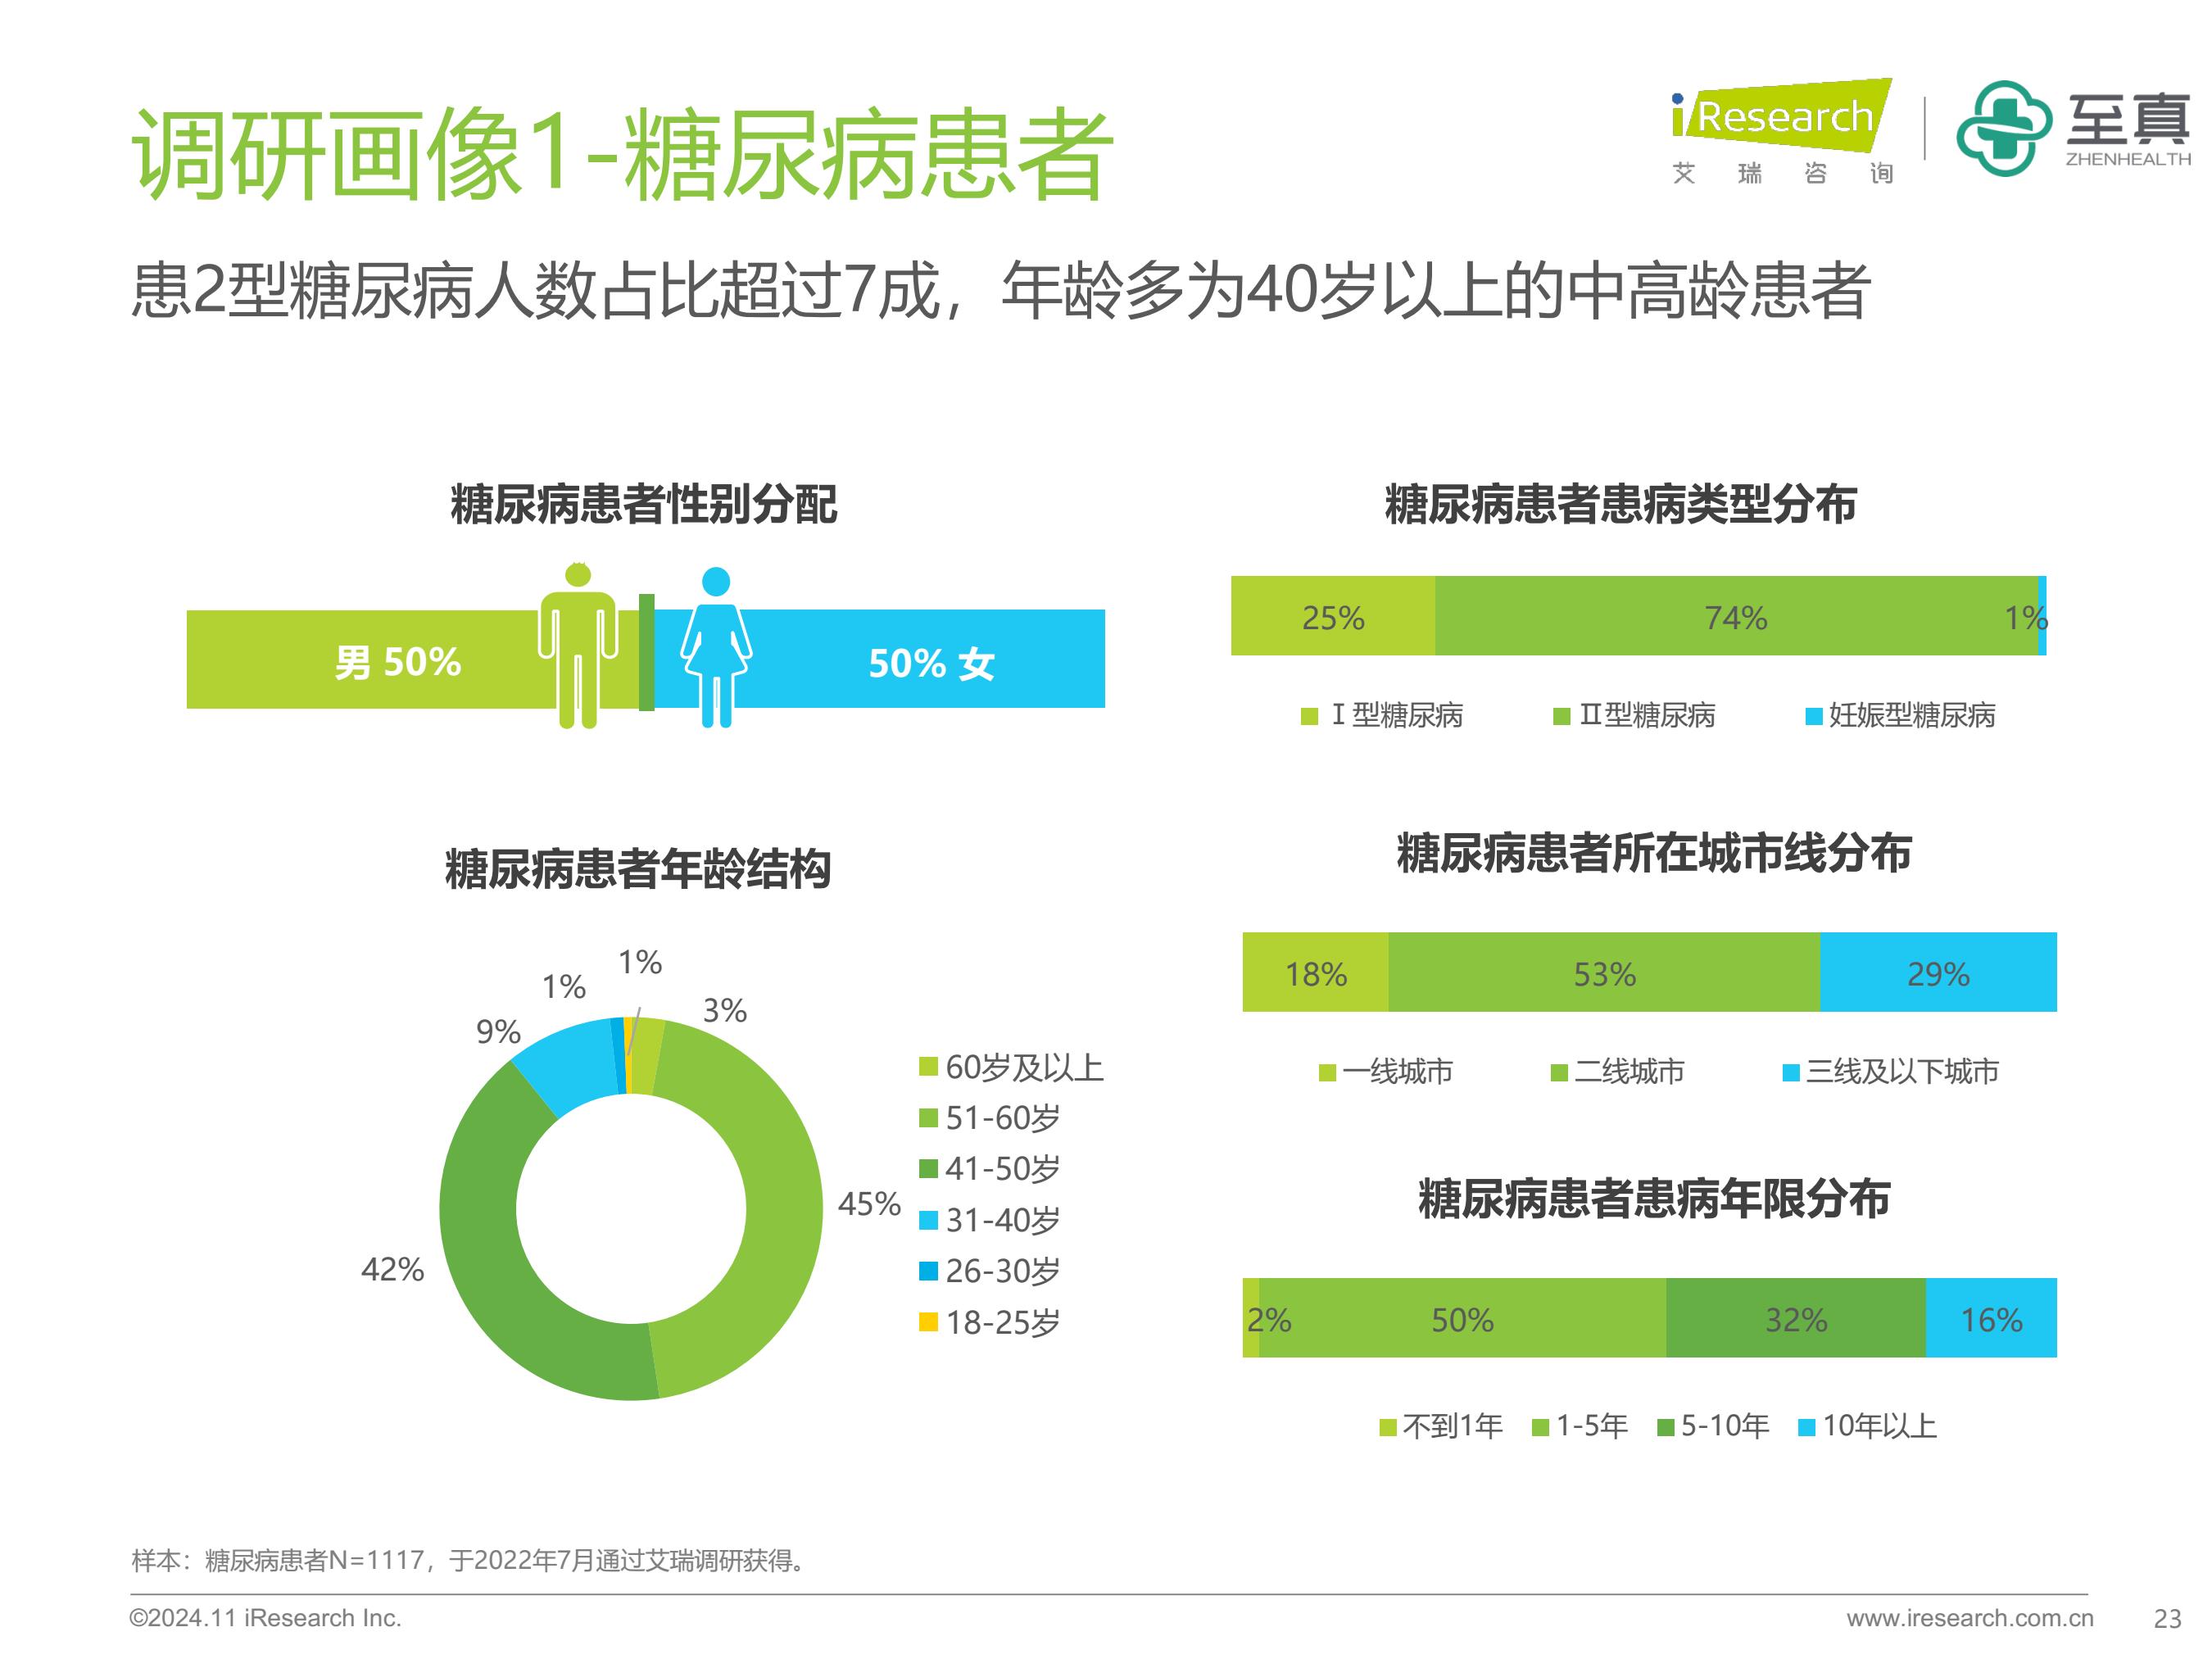 调研画像1-糖尿病患者
iResearch
艾瑞咨询
至真
ZHENHEALTH
患2型糖尿病人数占比超过7成，年龄多为40岁以上的中高龄患者
糖尿病患者性别分配
男 50%
50% 女
糖尿病患者年龄结构
1%
1%
3%
9%
45%
42%
60岁及以上
51-60岁
41-50岁
31-40岁
26-30岁
18-25岁
糖尿病患者患病类型分布
25% 74% 1%
Ⅰ型糖尿病 Ⅱ型糖尿病 妊娠型糖尿病
糖尿病患者所在城市线分布
18% 53% 29%
一线城市 二线城市 三线及以下城市
糖尿病患者患病年限分布
2% 50% 32% 16%
不到1年 1-5年 5-10年 10年以上
样本：糖尿病患者N=1117，于2022年7月通过艾瑞调研获得。
©2024.11 iResearch Inc.
www.iresearch.com.cn
23